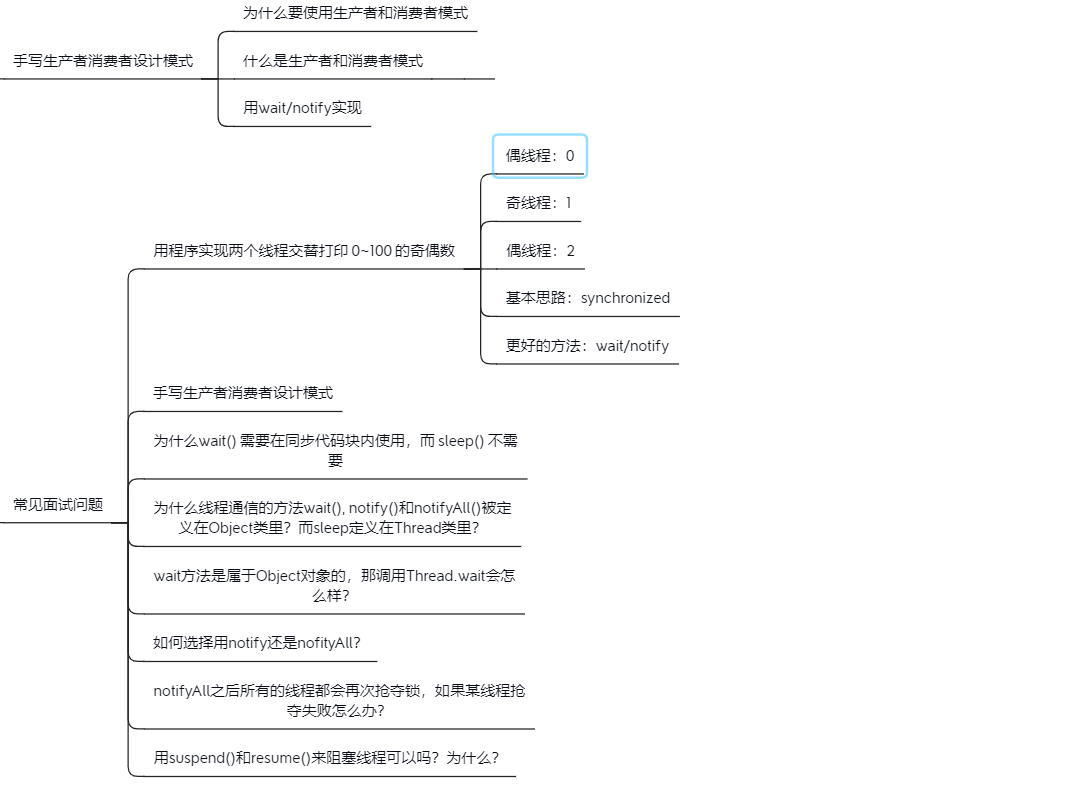 为什么要使用生产者和消费者模式
手写生产者消费者设计模式
什么是生产者和消费者模式
用wait/notify实现
偶线程：0
奇线程：1
用程序实现两个线程交替打印 0~100 的奇偶数
偶线程：2
基本思路：synchronized
更好的方法：wait/notify
手写生产者消费者设计模式
为什么wait() 需要在同步代码块内使用，而 sleep() 不需
要
常见面试问题
为什么线程通信的方法wait(), notify()和notifyAll()被定
义在Object类里？而sleep定义在Thread类里？
wait方法是属于Object对象的，那调用Thread.wait会怎
么样？
如何选择用notify还是nofityAll？
notifyAll之后所有的线程都会再次抢夺锁，如果某线程抢
夺失败怎么办？
用suspend()和resume()来阻塞线程可以吗？为什么？